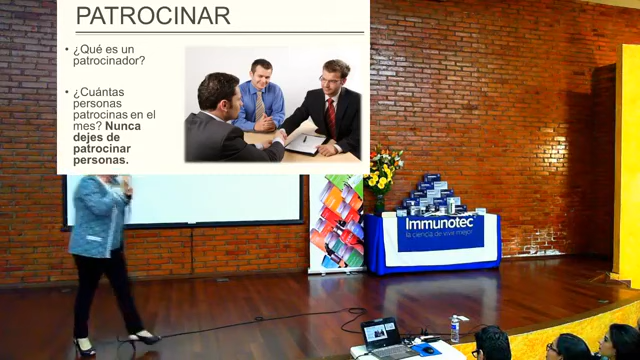 PATROCINAR
• ¿Qué es un
patrocinador?
• ¿Cuántas
personas
patrocinas en el
mes? Nunca
dejes de
patrocinar
personas.
Immunotec
la ciencia de vivir mejor